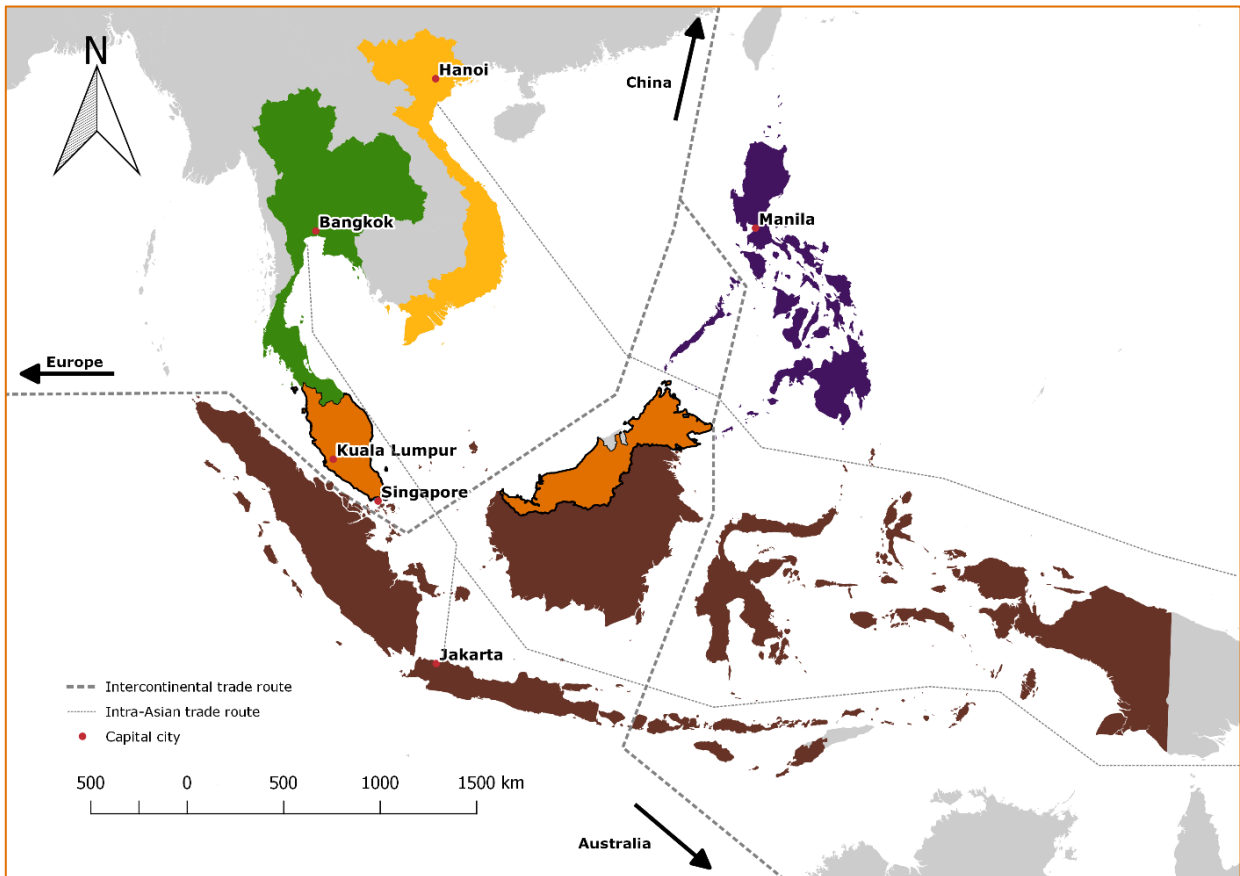 N
Hanoi
China
Bangkok
Manila
Europe
Kuala Lumpur
Singapore
Jakarta
Intercontinental trade route
Intra-Asian trade route
Capital city
500 0 500 1000 1500 km
Australia